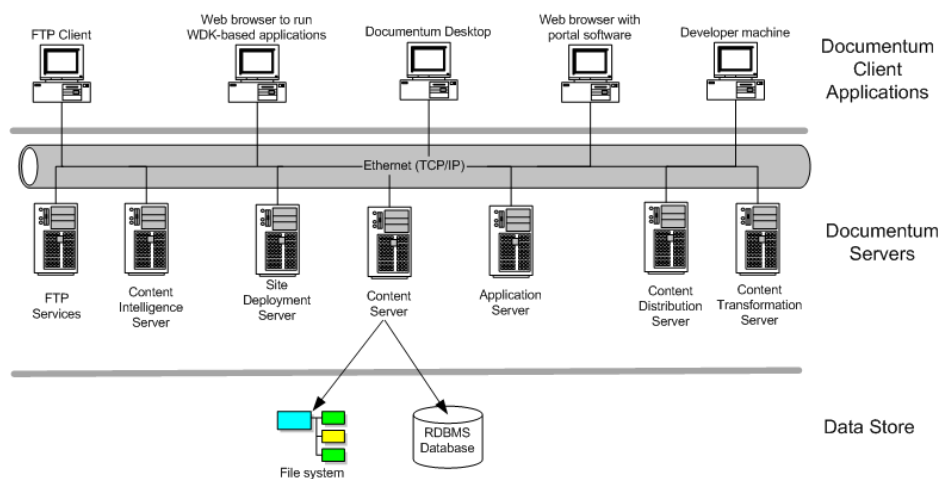 FTP Client
Web browser to run
WDK-based applications
Documentum Desktop
Web browser with
portal software
Developer machine
Documentum
Client
Applications
Ethernet (TCP/IP)
FTP
Services
Content
Intelligence
Server
Site
Deployment
Server
Content
Server
Application
Server
Content
Distribution
Server
Content
Transformation
Server
Documentum
Servers
File system
RDBMS
Database
Data Store